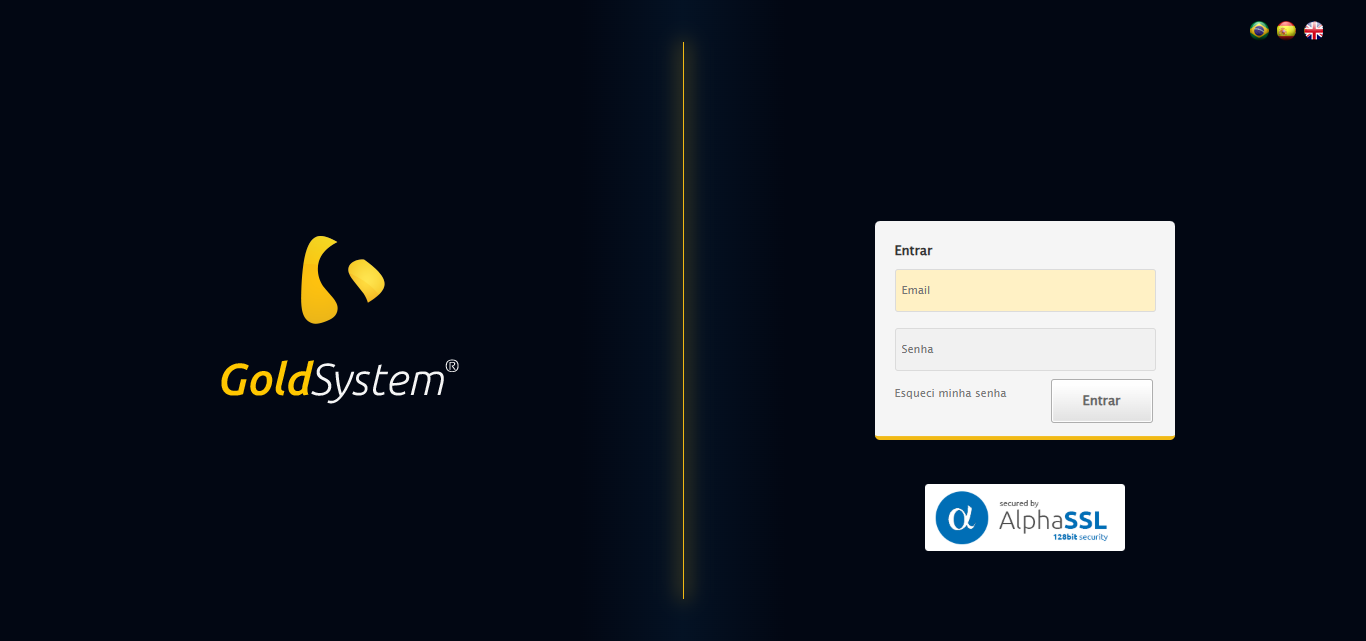 GoldSystem®
Entrar
Email
Senha
Esqueci minha senha
Entrar
α
secured by
AlphaSSL
128bit security